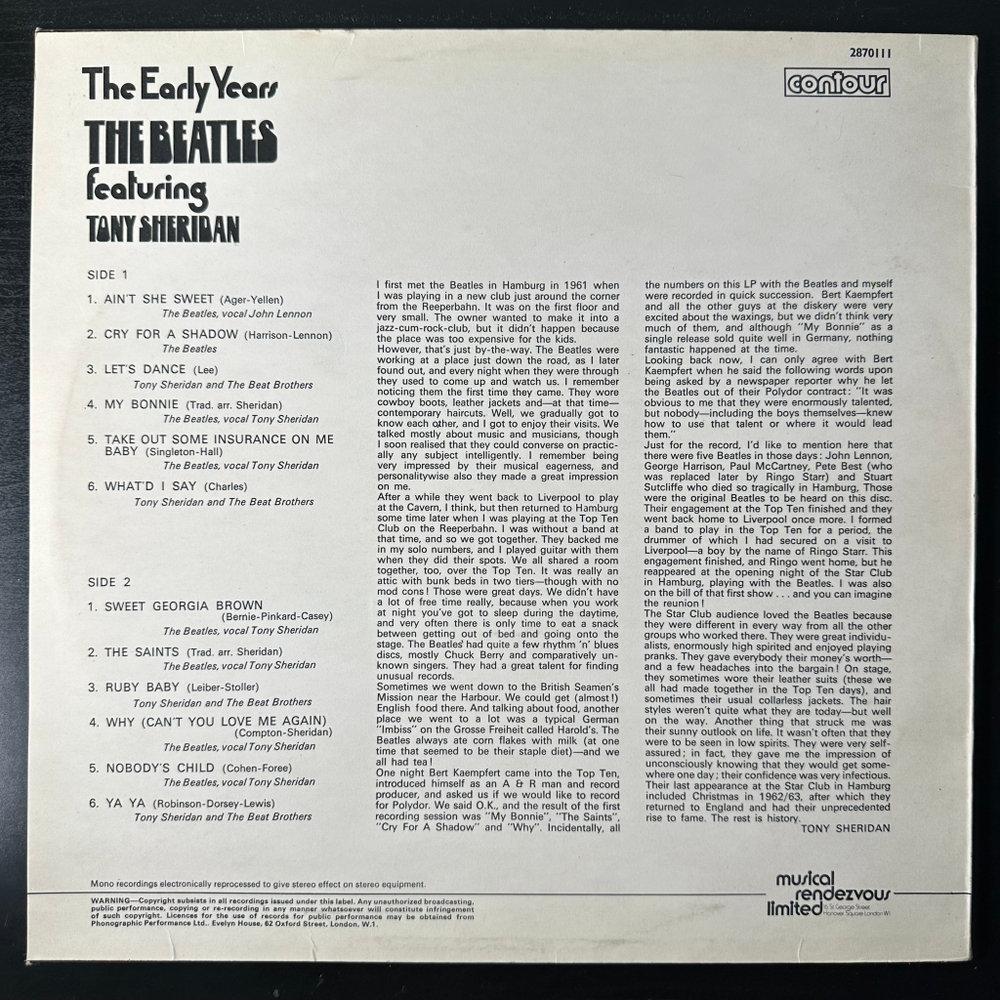 2870111
contour
The Early Years
THE BEATLES
featuring
TONY SHERIDAN
SIDE 1
1. AIN'T SHE SWEET (Ager-Yellen)
The Beatles, vocal John Lennon
2. CRY FOR A SHADOW (Harrison-Lennon)
The Beatles
3. LET'S DANCE (Lee)
Tony Sheridan and The Beat Brothers
4. MY BONNIE (Trad. arr. Sheridan)
The Beatles, vocal Tony Sheridan
5. TAKE OUT SOME INSURANCE ON ME
BABY (Singleton-Hall)
The Beatles, vocal Tony Sheridan
6. WHAT'D I SAY (Charles)
Tony Sheridan and The Beat Brothers
SIDE 2
1. SWEET GEORGIA BROWN
(Bernie-Pinkard-Casey)
The Beatles, vocal Tony Sheridan
2. THE SAINTS (Trad. arr. Sheridan)
The Beatles, vocal Tony Sheridan
3. RUBY BABY (Leiber-Stoller)
Tony Sheridan and The Beat Brothers
4. WHY (CAN'T YOU LOVE ME AGAIN)
(Compton-Sheridan)
The Beatles, vocal Tony Sheridan
5. NOBODY'S CHILD (Cohen-Foree)
The Beatles, vocal Tony Sheridan
6. YA YA (Robinson-Dorsey-Lewis)
Tony Sheridan and The Beat Brothers
I first met the Beatles in Hamburg in 1961 when
I was playing in a new club just around the corner
from the Reeperbahn. It was on the first floor and
very small. The owner wanted to make it into a
jazz-cum-rock-club, but it didn't happen because
the place was too expensive for the kids.
However, that's just by-the-way. The Beatles were
working at a place just down the road, as I later
found out, and every night when they were through
they used to come up and watch us. I remember
noticing them the first time they came. They wore
cowboy boots, leather jackets and—at that time—
contemporary haircuts. Well, we gradually got to
know each other, and I got to enjoy their visits. We
talked mostly about music and musicians, though
I soon realised that they could converse on practic-
ally any subject intelligently. I remember being
very impressed by their musical eagerness, and
personalitywise also they made a great impression
on me.
After a while they went back to Liverpool to play
at the Cavern, I think, but then returned to Hamburg
some time later when I was playing at the Top Ten
Club on the Reeperbahn. I was without a band at
that time, and so we got together. They backed me
in my solo numbers, and I played guitar with them
when they did their spots. We all shared a room
together, too, over the Top Ten. It was really an
attic with bunk beds in two tiers—though with no
mod cons! Those were great days. We didn't have
a lot of free time really, because when you work
at night you've got to sleep during the daytime,
and very often there is only time to eat a snack
between getting out of bed and going onto the
stage. The Beatles had quite a few rhythm 'n' blues
discs, mostly Chuck Berry and comparatively un-
known singers. They had a great talent for finding
unusual records.
Sometimes we went down to the British Seamen's
Mission near the Harbour. We could get (almost!)
English food there. And talking about food, another
place we went to a lot was a typical German
"Imbiss" on the Grosse Freiheit called Harold's. The
Beatles always ate corn flakes with milk (at one
time that seemed to be their staple diet)—and we
all had tea!
One night Bert Kaempfert came into the Top Ten,
introduced himself as an A & R man and record
producer, and asked us if we would like to record
for Polydor. We said O.K., and the result of the first
recording session was "My Bonnie", "The Saints",
"Cry For A Shadow" and "Why". Incidentally, all
the numbers on this LP with the Beatles and myself
were recorded in quick succession. Bert Kaempfert
and all the other guys at the diskery were very
excited about the waxings, but we didn't think very
much of them, and although "My Bonnie" as a
single release sold quite well in Germany, nothing
fantastic happened at the time.
Looking back now, I can only agree with Bert
Kaempfert when he said the following words upon
being asked by a newspaper reporter why he let
the Beatles out of their Polydor contract: "It was
obvious to me that they were enormously talented,
but nobody—including the boys themselves—knew
how to use that talent or where it would lead
them."
Just for the record, I'd like to mention here that
there were five Beatles in those days: John Lennon,
George Harrison, Paul McCartney, Pete Best (who
was replaced later by Ringo Starr) and Stuart
Sutcliffe who died so tragically in Hamburg, Those
were the original Beatles to be heard on this disc.
Their engagement at the Top Ten finished and they
went back home to Liverpool once more. I formed
a band to play in the Top Ten for a period, the
drummer of which I had secured on a visit to
Liverpool—a boy by the name of Ringo Starr. This
engagement finished, and Ringo went home, but he
reappeared at the opening night of the Star Club
in Hamburg, playing with the Beatles. I was also
on the bill of that first show . . . and you can imagine
the reunion!
The Star Club audience loved the Beatles because
they were different in every way from all the other
groups who worked there. They were great individu-
alists, enormously high spirited and enjoyed playing
pranks. They gave everybody their money's worth—
and a few headaches into the bargain! On stage,
they sometimes wore their leather suits (these we
all had made together in the Top Ten days), and
sometimes their usual collarless jackets. The hair
styles weren't quite what they are today—but well
on the way. Another thing that struck me was
their sunny outlook on life. It wasn't often that they
were to be seen in low spirits. They were very self-
assured; in fact, they gave me the impression of
unconsciously knowing that they would get some-
where one day; their confidence was very infectious.
Their last appearance at the Star Club in Hamburg
included Christmas in 1962/63, after which they
returned to England and had their unprecedented
rise to fame. The rest is history.
TONY SHERIDAN
Mono recordings electronically reprocessed to give stereo effect on stereo equipment.
WARNING—Copyright subsists in all recordings issued under this label. Any unauthorized broadcasting,
public performance, copying or re-recording in any manner whatsoever will constitute infringement
of such copyright. Licences for the use of records for public performance may be obtained from
Phonographic Performance Ltd., Evelyn House, 62 Oxford Street, London, W.1.
musical
rendezvous
limited
15 St George Street
Hanover Square London W1